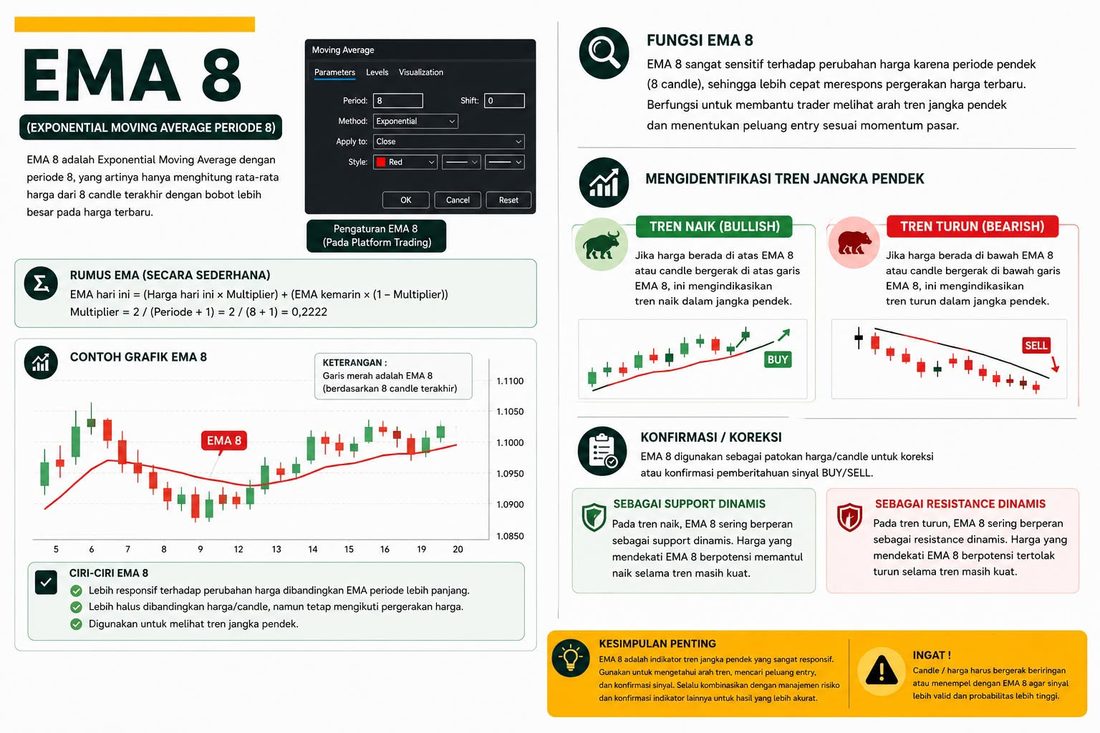 EMA 8
(EXPONENTIAL MOVING AVERAGE PERIODE 8)
EMA 8 adalah Exponential Moving Average dengan
periode 8, yang artinya hanya menghitung rata-rata
harga dari 8 candle terakhir dengan bobot lebih
besar pada harga terbaru.
Moving Average
Parameters Levels Visualization
Period: 8 Shift: 0
Method: Exponential
Apply to: Close
Style: Red
OK Cancel Reset
Pengaturan EMA 8
(Pada Platform Trading)
RUMUS EMA (SECARA SEDERHANA)
EMA hari ini = (Harga hari ini × Multiplier) + (EMA kemarin × (1 – Multiplier))
Multiplier = 2 / (Periode + 1) = 2 / (8 + 1) = 0,2222
CONTOH GRAFIK EMA 8
KETERANGAN :
Garis merah adalah EMA 8
(berdasarkan 8 candle terakhir)
EMA 8
1.1100
1.1050
1.1000
1.0950
1.0900
1.0850
5 6 7 8 9 12 13 14 15 16 19 20
CIRI-CIRI EMA 8
Lebih responsif terhadap perubahan harga dibandingkan EMA periode lebih panjang.
Lebih halus dibandingkan harga/candle, namun tetap mengikuti pergerakan harga.
Digunakan untuk melihat tren jangka pendek.
FUNGSI EMA 8
EMA 8 sangat sensitif terhadap perubahan harga karena periode pendek
(8 candle), sehingga lebih cepat merespons pergerakan harga terbaru.
Berfungsi untuk membantu trader melihat arah tren jangka pendek
dan menentukan peluang entry sesuai momentum pasar.
MENGIDENTIFIKASI TREN JANGKA PENDEK
TREN NAIK (BULLISH)
Jika harga berada di atas EMA 8
atau candle bergerak di atas garis
EMA 8, ini mengindikasikan
tren naik dalam jangka pendek.
BUY
TREN TURUN (BEARISH)
Jika harga berada di bawah EMA 8
atau candle bergerak di bawah garis
EMA 8, ini mengindikasikan
tren turun dalam jangka pendek.
SELL
KONFIRMASI / KOREKSI
EMA 8 digunakan sebagai patokan harga/candle untuk koreksi
atau konfirmasi pemberitahuan sinyal BUY/SELL.
SEBAGAI SUPPORT DINAMIS
Pada tren naik, EMA 8 sering berperan
sebagai support dinamis. Harga yang
mendekati EMA 8 berpotensi memantul
naik selama tren masih kuat.
SEBAGAI RESISTANCE DINAMIS
Pada tren turun, EMA 8 sering berperan
sebagai resistance dinamis. Harga yang
mendekati EMA 8 berpotensi tertolak
turun selama tren masih kuat.
KESIMPULAN PENTING
EMA 8 adalah indikator tren jangka pendek yang sangat responsif.
Gunakan untuk mengetahui arah tren, mencari peluang entry,
dan konfirmasi sinyal. Selalu kombinasikan dengan manajemen risiko
dan konfirmasi indikator lainnya untuk hasil yang lebih akurat.
INGAT !
Candle / harga harus bergerak beriringan
atau menempel dengan EMA 8 agar sinyal
lebih valid dan probabilitas lebih tinggi.